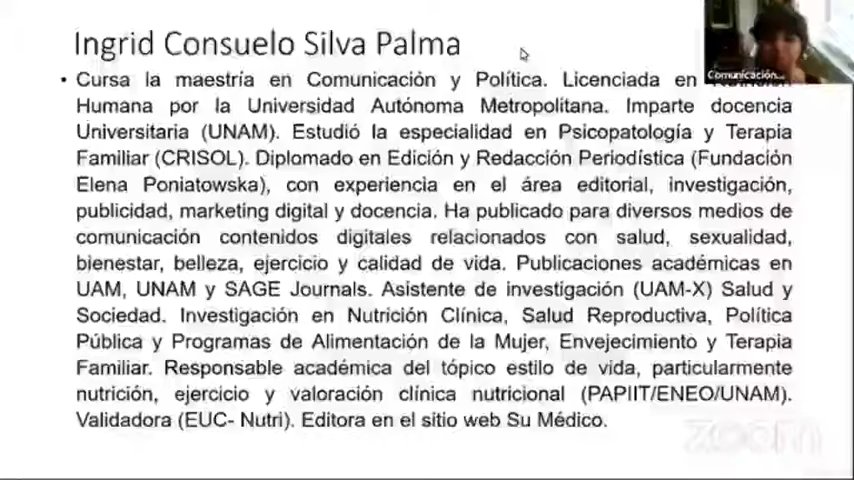 Ingrid Consuelo Silva Palma
Comunicación...
• Cursa la maestría en Comunicación y Política. Licenciada en
Humana por la Universidad Autónoma Metropolitana. Imparte docencia
Universitaria (UNAM). Estudió la especialidad en Psicopatología y Terapia
Familiar (CRISOL). Diplomado en Edición y Redacción Periodística (Fundación
Elena Poniatowska), con experiencia en el área editorial, investigación,
publicidad, marketing digital y docencia. Ha publicado para diversos medios de
comunicación contenidos digitales relacionados con salud, sexualidad,
bienestar, belleza, ejercicio y calidad de vida. Publicaciones académicas en
UAM, UNAM y SAGE Journals. Asistente de investigación (UAM-X) Salud y
Sociedad. Investigación en Nutrición Clínica, Salud Reproductiva, Política
Pública y Programas de Alimentación de la Mujer, Envejecimiento y Terapia
Familiar. Responsable académica del tópico estilo de vida, particularmente
nutrición, ejercicio y valoración clínica nutricional (PAPIIT/ENEO/UNAM).
Validadora (EUC- Nutri). Editora en el sitio web Su Médico.
zoom